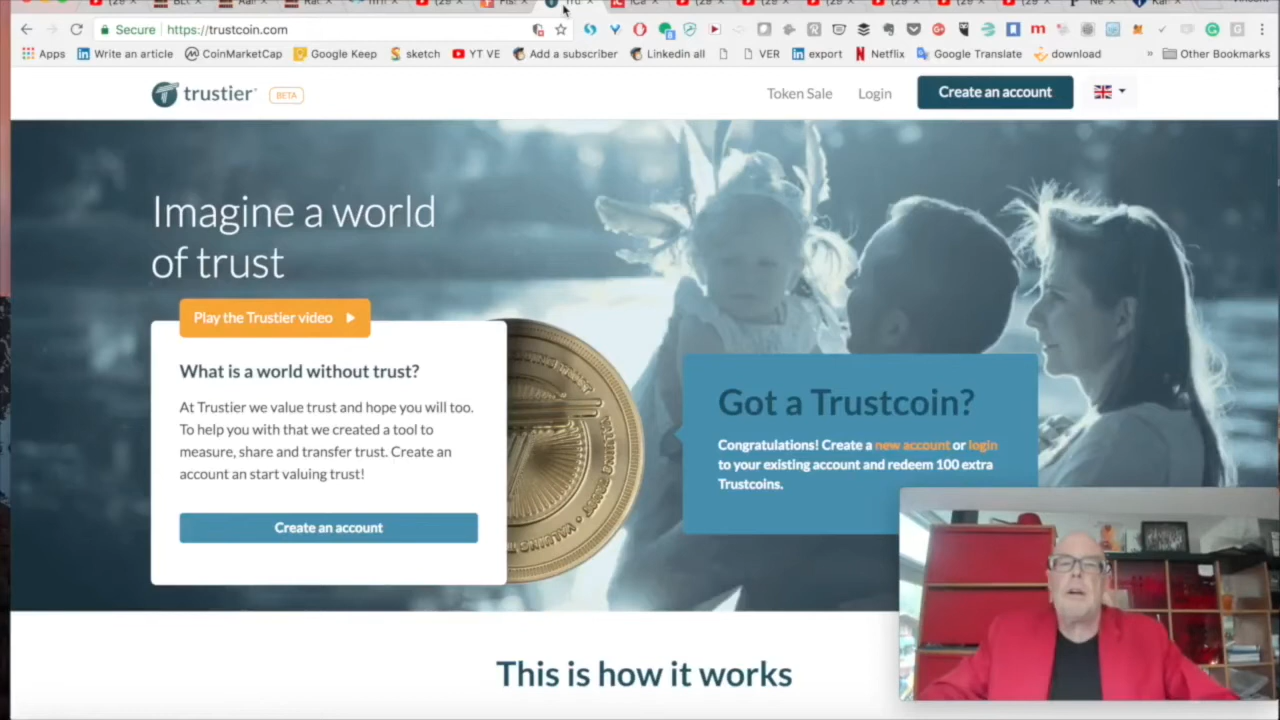 Secure https://trustcoin.com
Apps Write an article CoinMarketCap Google Keep sketch YT VE Add a subscriber Linkedin all VER export Netflix Google Translate download » Other Bookmarks
trustier BETA
Token Sale Login Create an account
Imagine a world
of trust
Play the Trustier video
What is a world without trust?
At Trustier we value trust and hope you will too.
To help you with that we created a tool to
measure, share and transfer trust. Create an
account an start valuing trust!
Create an account
Got a Trustcoin?
Congratulations! Create a new account or login
to your existing account and redeem 100 extra
Trustcoins.
This is how it works